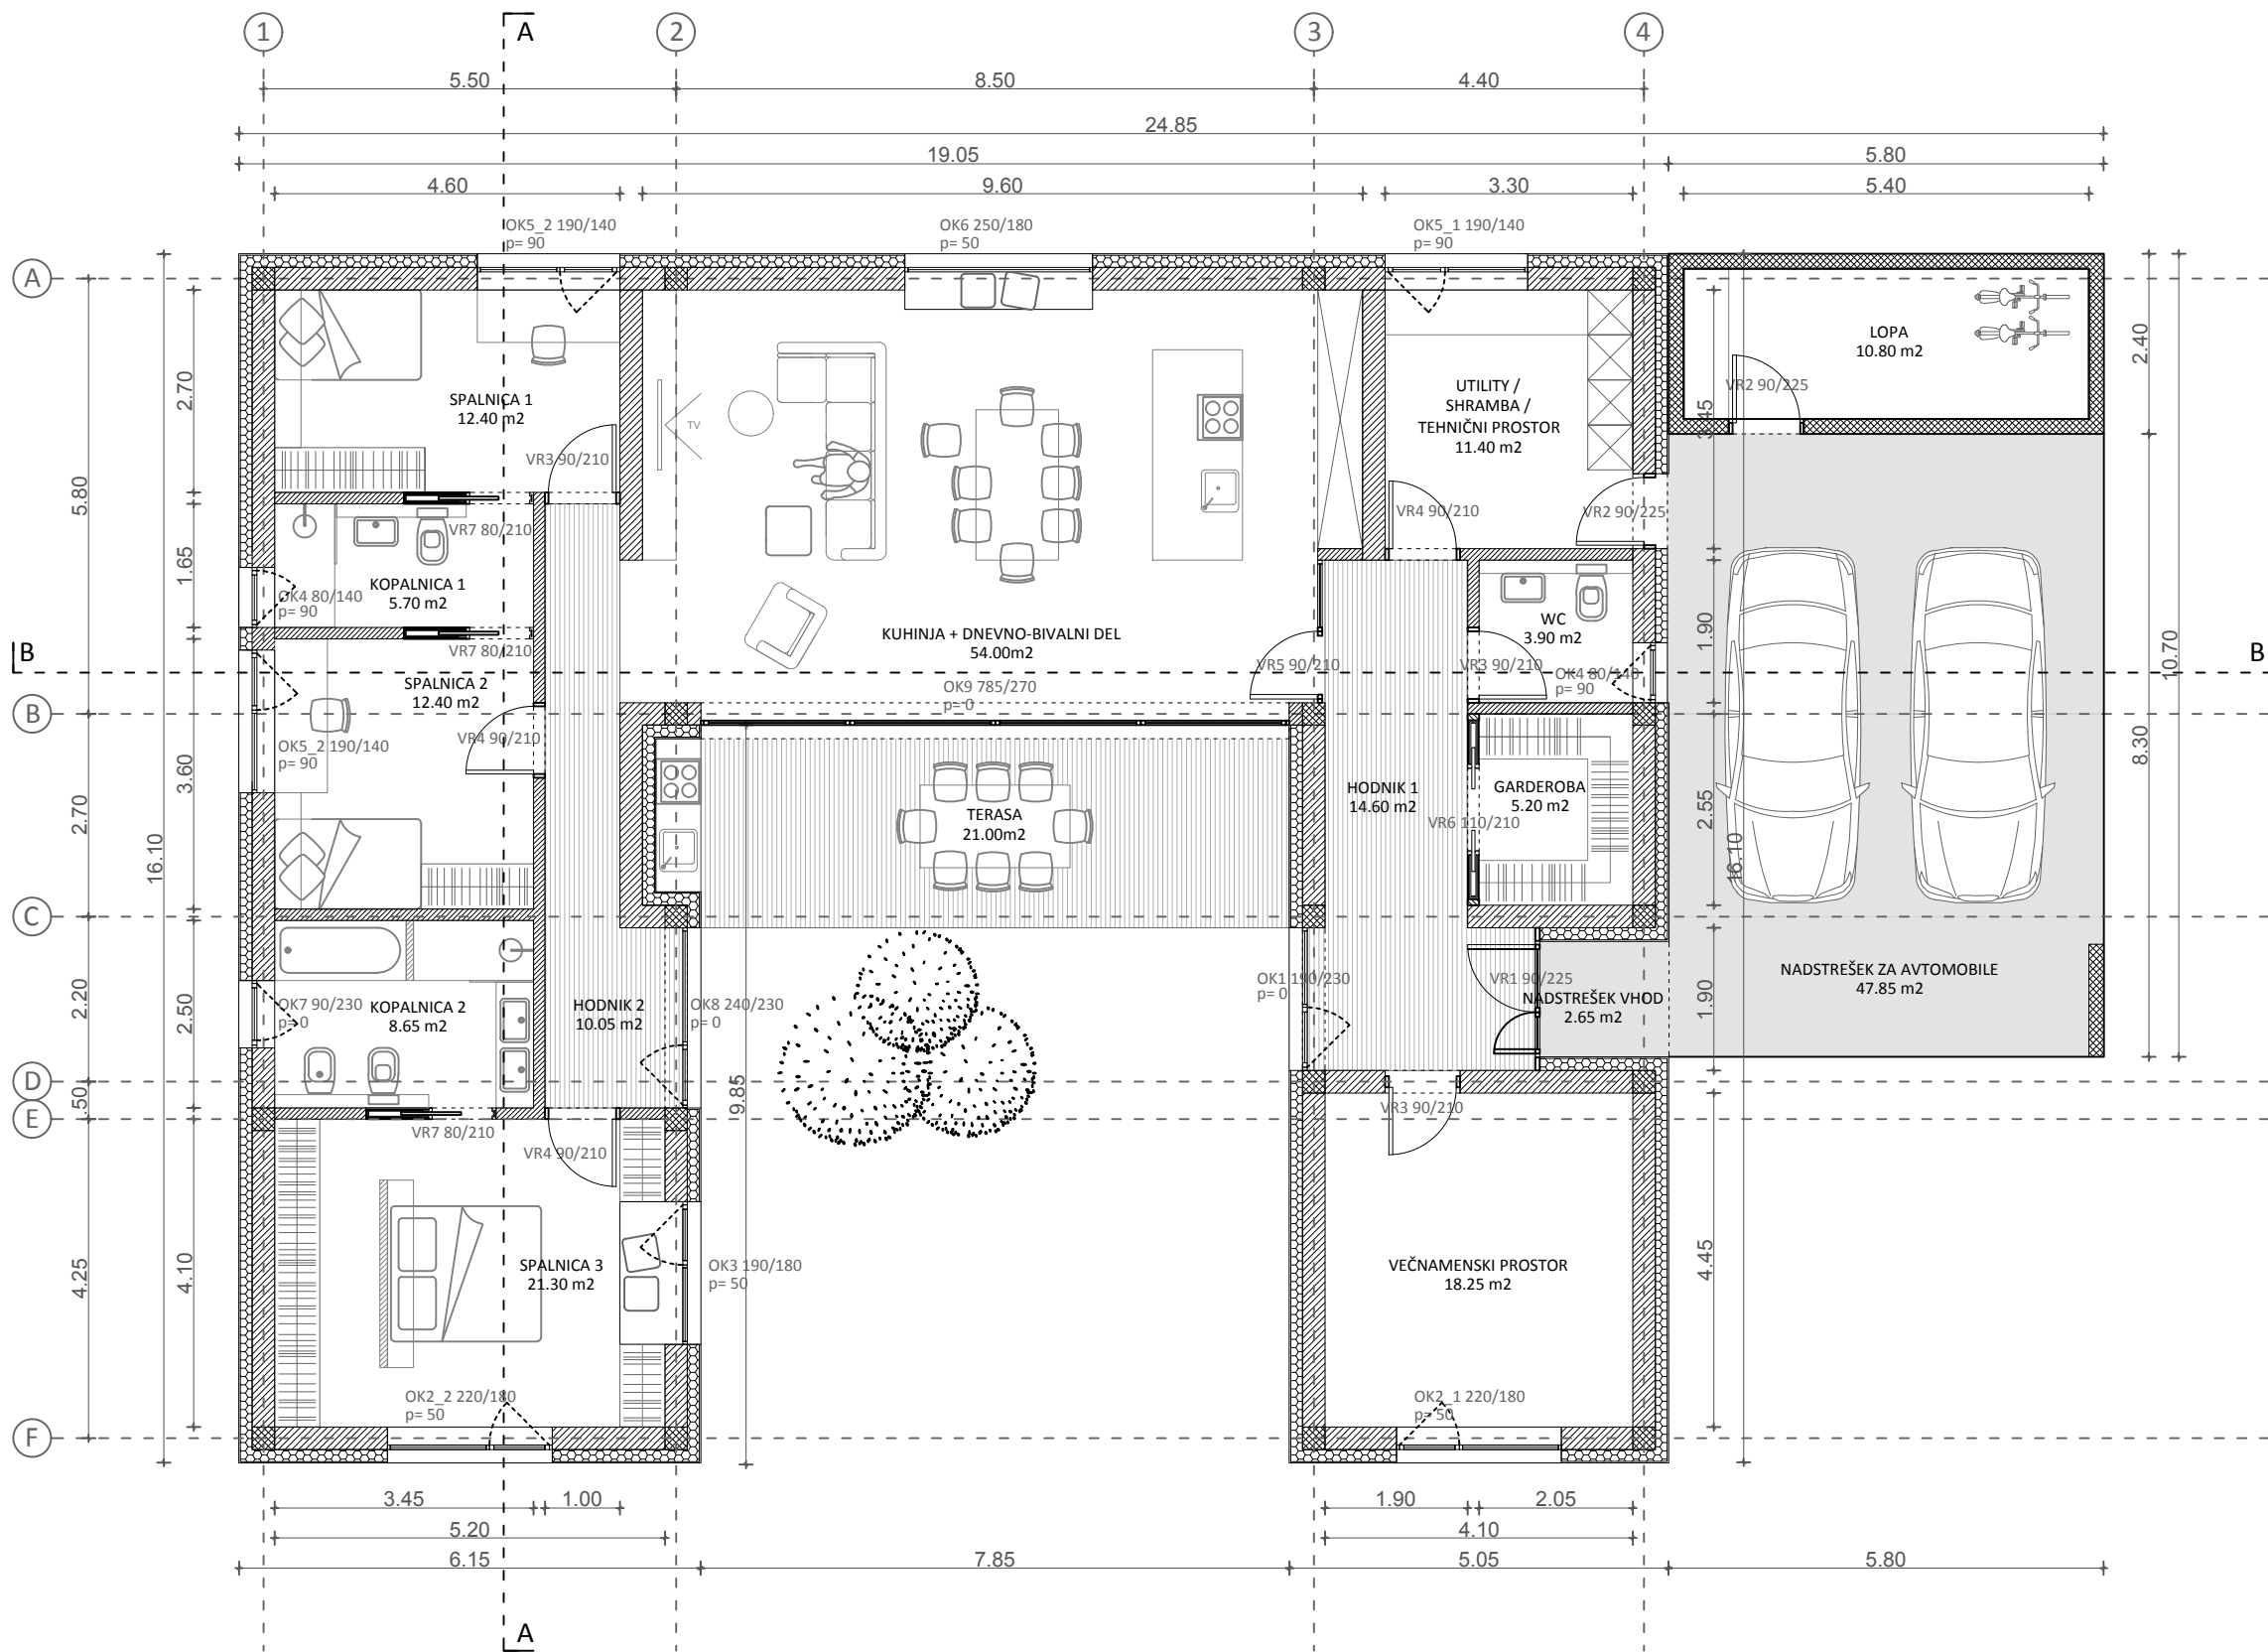 1
A
2
3
4
5.50
8.50
4.40
24.85
19.05
5.80
4.60
9.60
3.30
5.40
OK5_2 190/140
p= 90
OK6 250/180
p= 50
OK5_1 190/140
p= 90
A
2.70
5.80
SPALNICA 1
12.40 m2
VR3 90/210
TV
UTILITY /
SHRAMBA /
TEHNIČNI PROSTOR
11.40 m2
3.45
LOPA
10.80 m2
VR2 90/225
2.40
VR7 80/210
VR4 90/210
VR2 90/225
1.65
KOPALNICA 1
5.70 m2
OK4 80/140
p= 90
KUHINJA + DNEVNO-BIVALNI DEL
54.00m2
WC
3.90 m2
1.90
10.70
B
VR7 80/210
VR5 90/210
VR3 90/210
OK4 80/140
p= 90
B
SPALNICA 2
12.40 m2
OK9 785/270
p= 0
B
VR4 90/210
OK5_2 190/140
p= 90
3.60
8.30
2.70
HODNIK 1
14.60 m2
GARDEROBA
5.20 m2
VR6 110/210
2.55
TERASA
21.00m2
16.10
16.10
C
KOPALNICA 2
8.65 m2
OK7 90/230
p= 0
2.20
2.50
HODNIK 2
10.05 m2
OK8 240/230
p= 0
OK1 190/230
p= 0
VR1 90/225
NADSTREŠEK VHOD
2.65 m2
1.90
NADSTREŠEK ZA AVTOMOBILE
47.85 m2
D
.50
E
9.85
VR7 80/210
VR4 90/210
VR3 90/210
4.25
4.10
SPALNICA 3
21.30 m2
OK3 190/180
p= 50
VEČNAMENSKI PROSTOR
18.25 m2
4.45
OK2_2 220/180
p= 50
OK2_1 220/180
p= 50
F
3.45
1.00
1.90
2.05
5.20
4.10
6.15
7.85
5.05
5.80
A